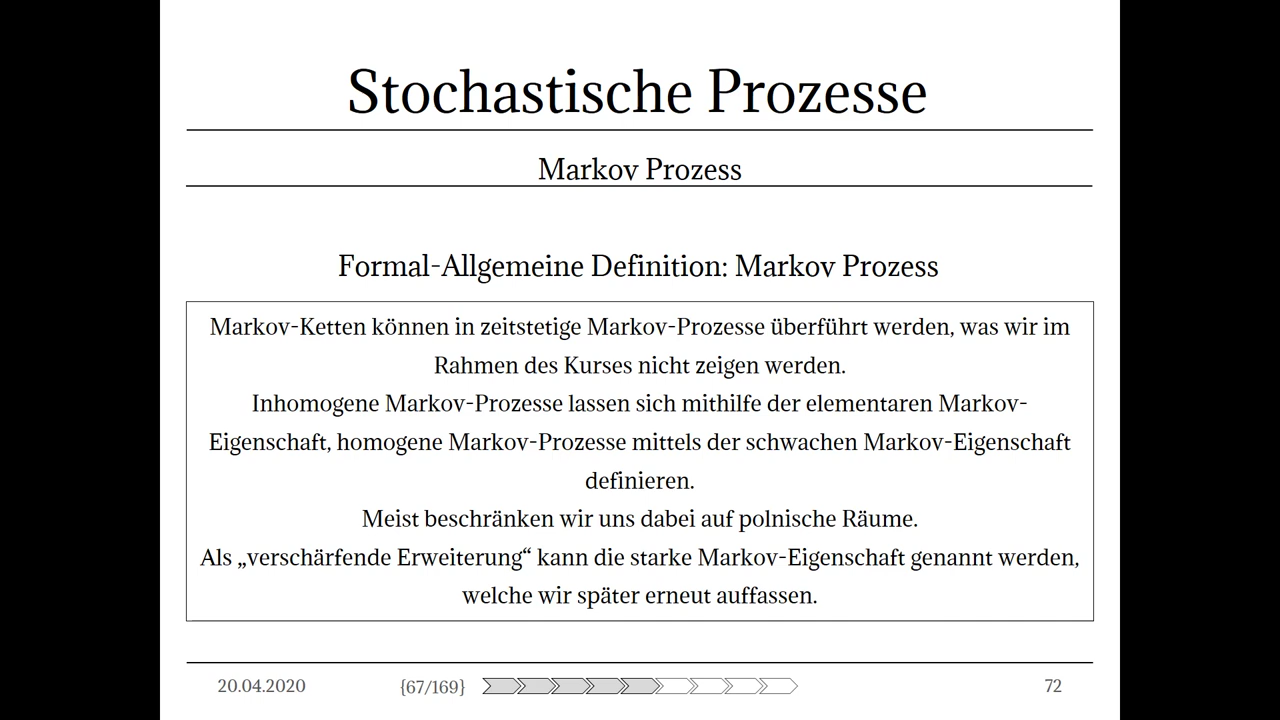 Stochastische Prozesse
Markov Prozess
Formal-Allgemeine Definition: Markov Prozess
Markov-Ketten können in zeitstetige Markov-Prozesse überführt werden, was wir im
Rahmen des Kurses nicht zeigen werden.
Inhomogene Markov-Prozesse lassen sich mithilfe der elementaren Markov-
Eigenschaft, homogene Markov-Prozesse mittels der schwachen Markov-Eigenschaft
definieren.
Meist beschränken wir uns dabei auf polnische Räume.
Als „verschärfende Erweiterung“ kann die starke Markov-Eigenschaft genannt werden,
welche wir später erneut auffassen.
20.04.2020 {67/169} 72